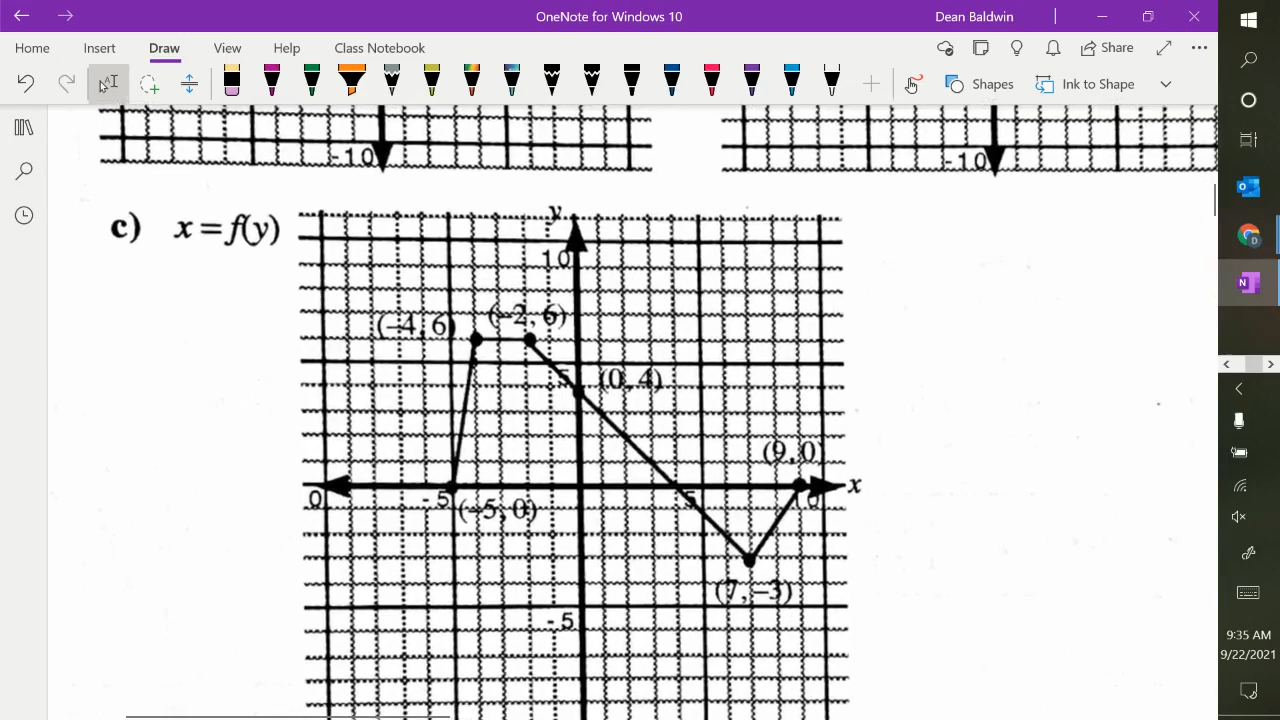 OneNote for Windows 10
Dean Baldwin
Home Insert Draw View Help Class Notebook
Share
Shapes
Ink to Shape
-10
-10
c) x = f(y)
y
10
(-4, 6)
(-2, 6)
5
(0, 4)
(9, 0)
x
0
-5
(-5, 0)
5
0
(7, -3)
-5
9:35 AM
9/22/2021